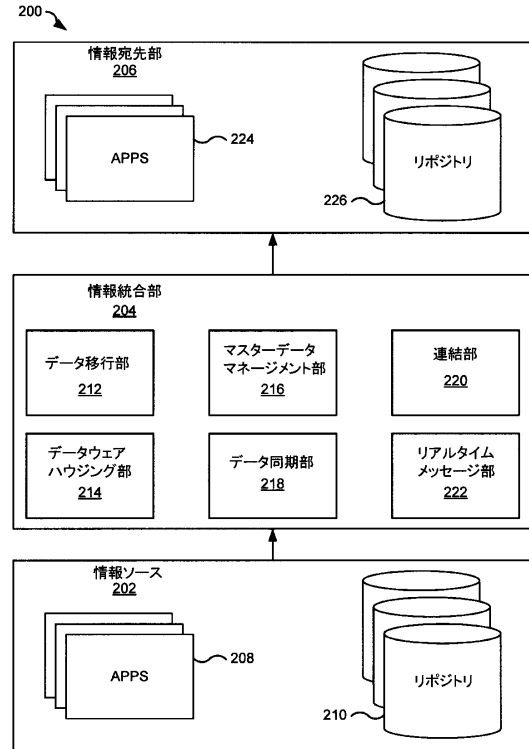 200
情報宛先部
206
APPS
224
リポジトリ
226
情報統合部
204
データ移行部
212
マスターデータ
マネージメント部
216
連結部
220
データウェア
ハウジング部
214
データ同期部
218
リアルタイム
メッセージ部
222
情報ソース
202
APPS
208
リポジトリ
210